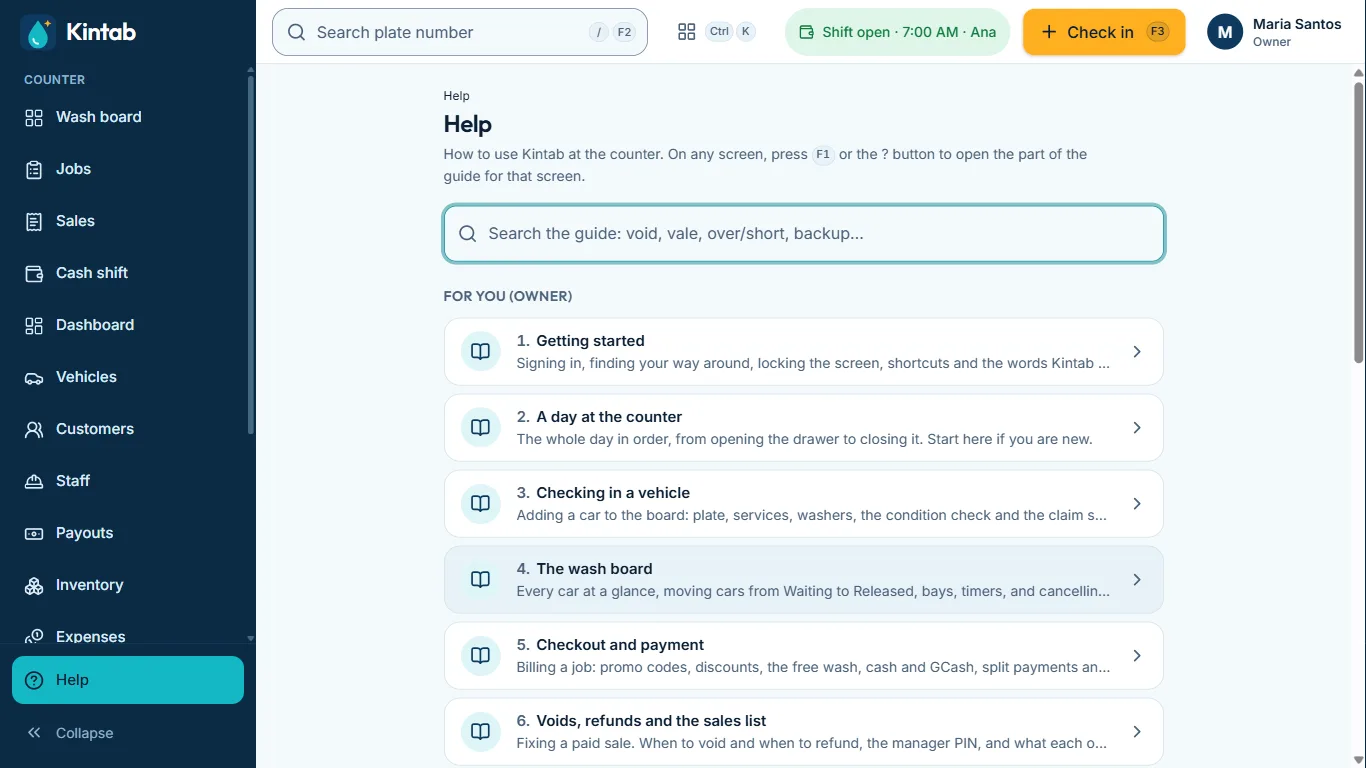 Kintab
COUNTER
Wash board
Jobs
Sales
Cash shift
Dashboard
Vehicles
Customers
Staff
Payouts
Inventory
Expenses
Help
Collapse
Search plate number
/ F2
Ctrl K
Shift open · 7:00 AM · Ana
Check in F3
M
Maria Santos
Owner
Help
Help
How to use Kintab at the counter. On any screen, press F1 or the ? button to open the part of the
guide for that screen.
Search the guide: void, vale, over/short, backup...
FOR YOU (OWNER)
1. Getting started
Signing in, finding your way around, locking the screen, shortcuts and the words Kintab ...
2. A day at the counter
The whole day in order, from opening the drawer to closing it. Start here if you are new.
3. Checking in a vehicle
Adding a car to the board: plate, services, washers, the condition check and the claim s...
4. The wash board
Every car at a glance, moving cars from Waiting to Released, bays, timers, and cancellin...
5. Checkout and payment
Billing a job: promo codes, discounts, the free wash, cash and GCash, split payments an...
6. Voids, refunds and the sales list
Fixing a paid sale. When to void and when to refund, the manager PIN, and what each o...